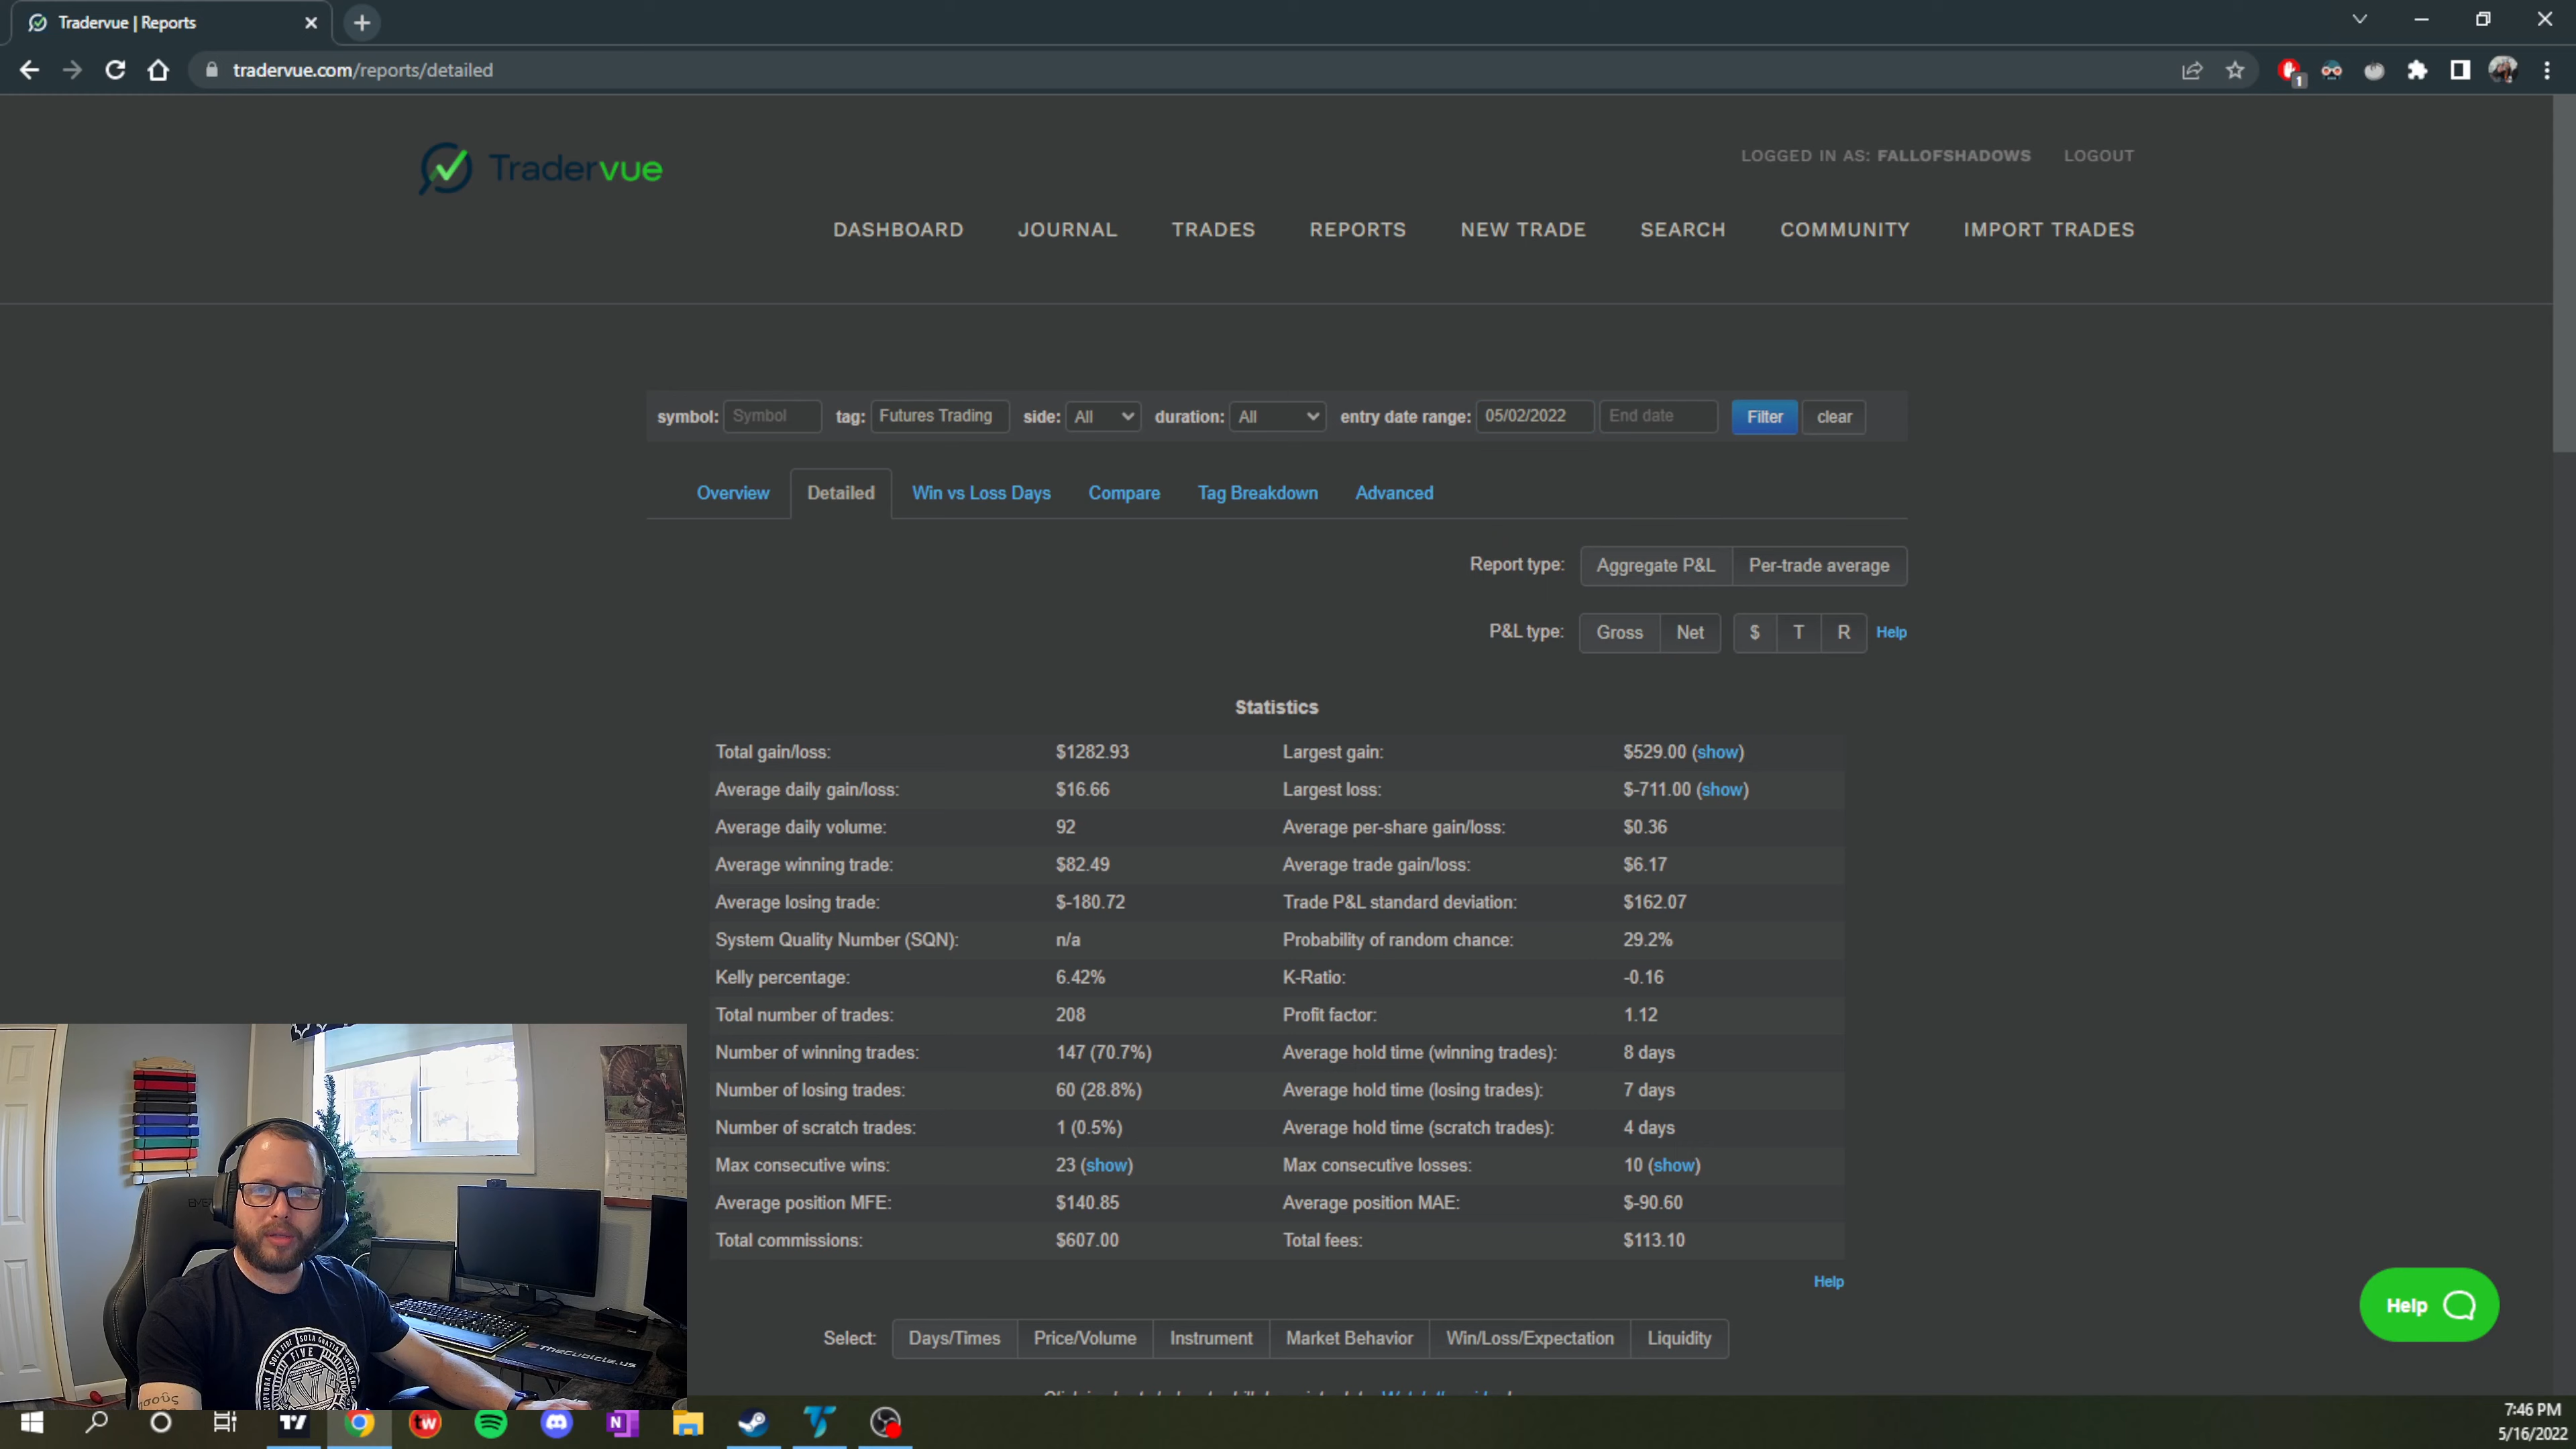 Tradervue | Reports
tradervue.com/reports/detailed
1
Tradervue
LOGGED IN AS: FALLOFSHADOWS LOGOUT
DASHBOARD JOURNAL TRADES REPORTS NEW TRADE SEARCH COMMUNITY IMPORT TRADES
symbol: Symbol tag: Futures Trading side: All duration: All entry date range: 05/02/2022 End date Filter clear
Overview Detailed Win vs Loss Days Compare Tag Breakdown Advanced
Report type: Aggregate P&L Per-trade average
P&L type: Gross Net $ T R Help
Statistics
Total gain/loss: $1282.93 Largest gain: $529.00 (show)
Average daily gain/loss: $16.66 Largest loss: $-711.00 (show)
Average daily volume: 92 Average per-share gain/loss: $0.36
Average winning trade: $82.49 Average trade gain/loss: $6.17
Average losing trade: $-180.72 Trade P&L standard deviation: $162.07
System Quality Number (SQN): n/a Probability of random chance: 29.2%
Kelly percentage: 6.42% K-Ratio: -0.16
Total number of trades: 208 Profit factor: 1.12
Number of winning trades: 147 (70.7%) Average hold time (winning trades): 8 days
Number of losing trades: 60 (28.8%) Average hold time (losing trades): 7 days
Number of scratch trades: 1 (0.5%) Average hold time (scratch trades): 4 days
Max consecutive wins: 23 (show) Max consecutive losses: 10 (show)
Average position MFE: $140.85 Average position MAE: $-90.60
Total commissions: $607.00 Total fees: $113.10
Help
Help
Select: Days/Times Price/Volume Instrument Market Behavior Win/Loss/Expectation Liquidity
SOLA FIDE SOLA GRATIA
FIVE
TheCubicle.us
tw
N
7:46 PM
5/16/2022